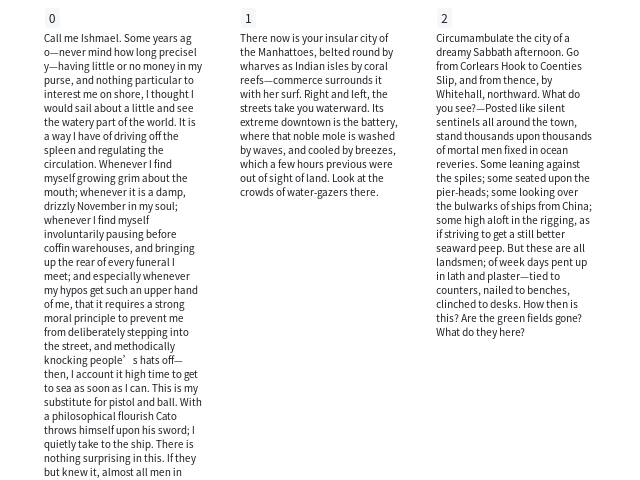 0
Call me Ishmael. Some years ag
o—never mind how long precisel
y—having little or no money in my
purse, and nothing particular to
interest me on shore, I thought I
would sail about a little and see
the watery part of the world. It is
a way I have of driving off the
spleen and regulating the
circulation. Whenever I find
myself growing grim about the
mouth; whenever it is a damp,
drizzly November in my soul;
whenever I find myself
involuntarily pausing before
coffin warehouses, and bringing
up the rear of every funeral I
meet; and especially whenever
my hypos get such an upper hand
of me, that it requires a strong
moral principle to prevent me
from deliberately stepping into
the street, and methodically
knocking people’s hats off—
then, I account it high time to get
to sea as soon as I can. This is my
substitute for pistol and ball. With
a philosophical flourish Cato
throws himself upon his sword; I
quietly take to the ship. There is
nothing surprising in this. If they
but knew it, almost all men in
1
There now is your insular city of
the Manhattoes, belted round by
wharves as Indian isles by coral
reefs—commerce surrounds it
with her surf. Right and left, the
streets take you waterward. Its
extreme downtown is the battery,
where that noble mole is washed
by waves, and cooled by breezes,
which a few hours previous were
out of sight of land. Look at the
crowds of water-gazers there.
2
Circumambulate the city of a
dreamy Sabbath afternoon. Go
from Corlears Hook to Coenties
Slip, and from thence, by
Whitehall, northward. What do
you see?—Posted like silent
sentinels all around the town,
stand thousands upon thousands
of mortal men fixed in ocean
reveries. Some leaning against
the spiles; some seated upon the
pier-heads; some looking over
the bulwarks of ships from China;
some high aloft in the rigging, as
if striving to get a still better
seaward peep. But these are all
landsmen; of week days pent up
in lath and plaster—tied to
counters, nailed to benches,
clinched to desks. How then is
this? Are the green fields gone?
What do they here?